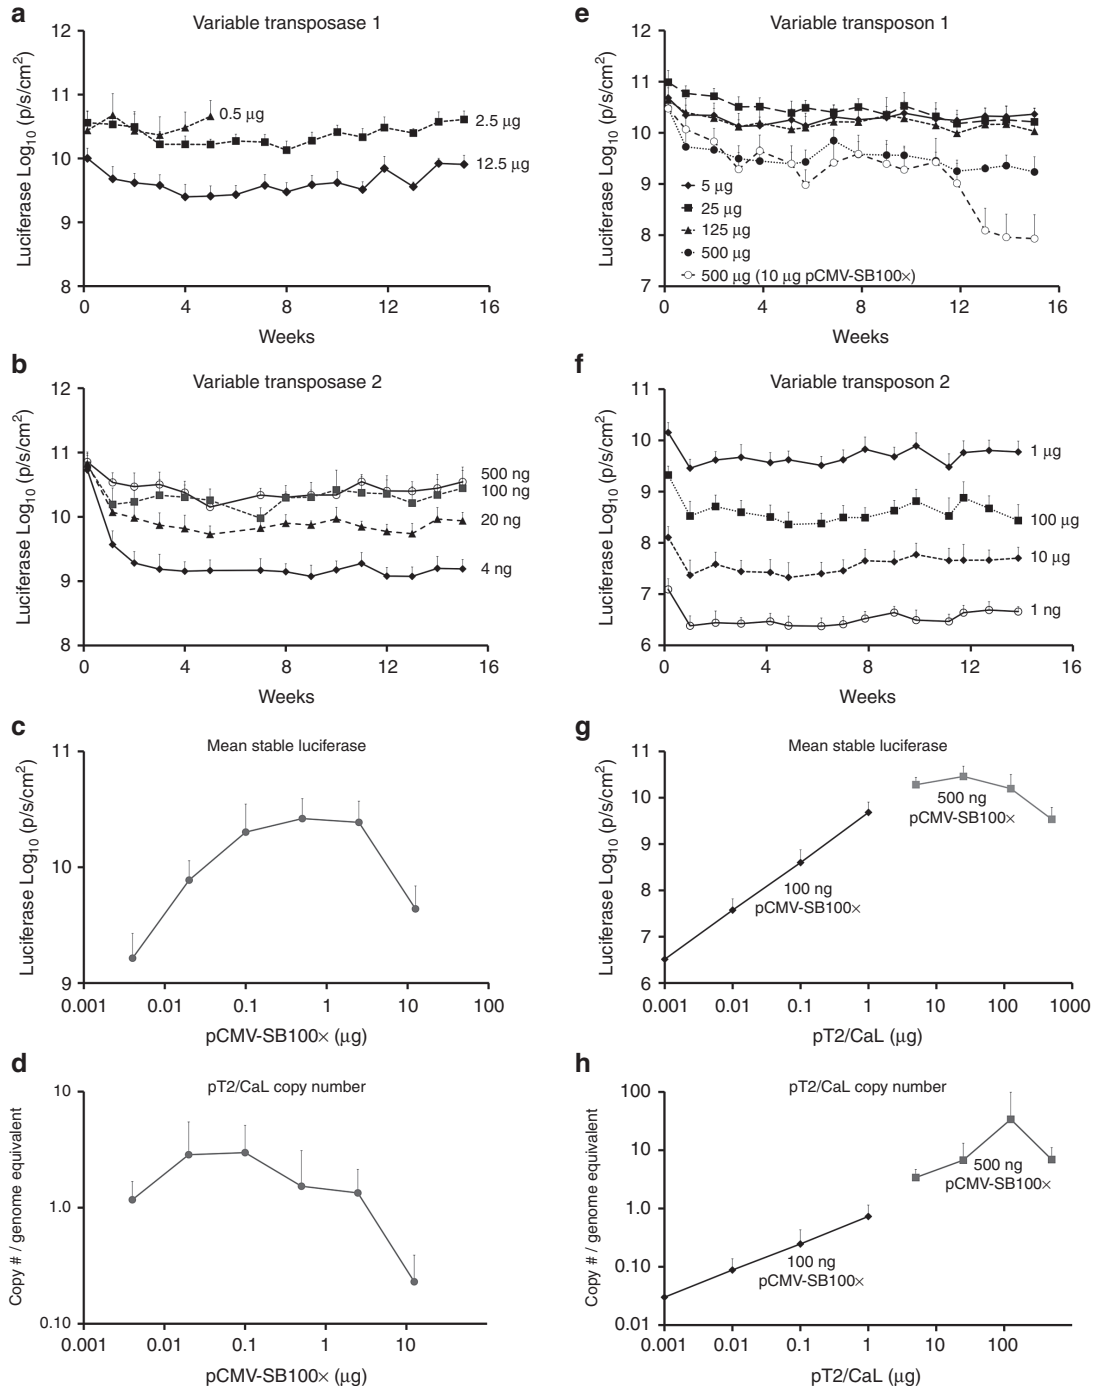 a
Variable transposase 1
Luciferase Log10 (p/s/cm2)
12
11
10
9
8
0.5 µg
2.5 µg
12.5 µg
0
4
8
12
16
Weeks
b
Variable transposase 2
Luciferase Log10 (p/s/cm2)
12
11
10
9
8
500 ng
100 ng
20 ng
4 ng
0
4
8
12
16
Weeks
c
Mean stable luciferase
Luciferase Log10 (p/s/cm2)
11
10
9
0.001
0.01
0.1
1
10
100
pCMV-SB100× (µg)
d
pT2/CaL copy number
Copy # / genome equivalent
10
1.0
0.10
0.001
0.01
0.1
1
10
pCMV-SB100× (µg)
e
Variable transposon 1
Luciferase Log10 (p/s/cm2)
12
11
10
9
8
7
5 µg
25 µg
125 µg
500 µg
500 µg (10 µg pCMV-SB100×)
0
4
8
12
16
Weeks
f
Variable transposon 2
Luciferase Log10 (p/s/cm2)
11
10
9
8
7
6
1 µg
100 µg
10 µg
1 ng
0
4
8
12
16
Weeks
g
Mean stable luciferase
Luciferase Log10 (p/s/cm2)
11
10
9
8
7
6
500 ng
pCMV-SB100×
100 ng
pCMV-SB100×
0.001
0.01
0.1
1
10
100
1000
pT2/CaL (µg)
h
pT2/CaL copy number
Copy # / genome equivalent
100
10
1.0
0.10
0.01
500 ng
pCMV-SB100×
100 ng
pCMV-SB100×
0.001
0.01
0.1
1
10
100
1000
pT2/CaL (µg)